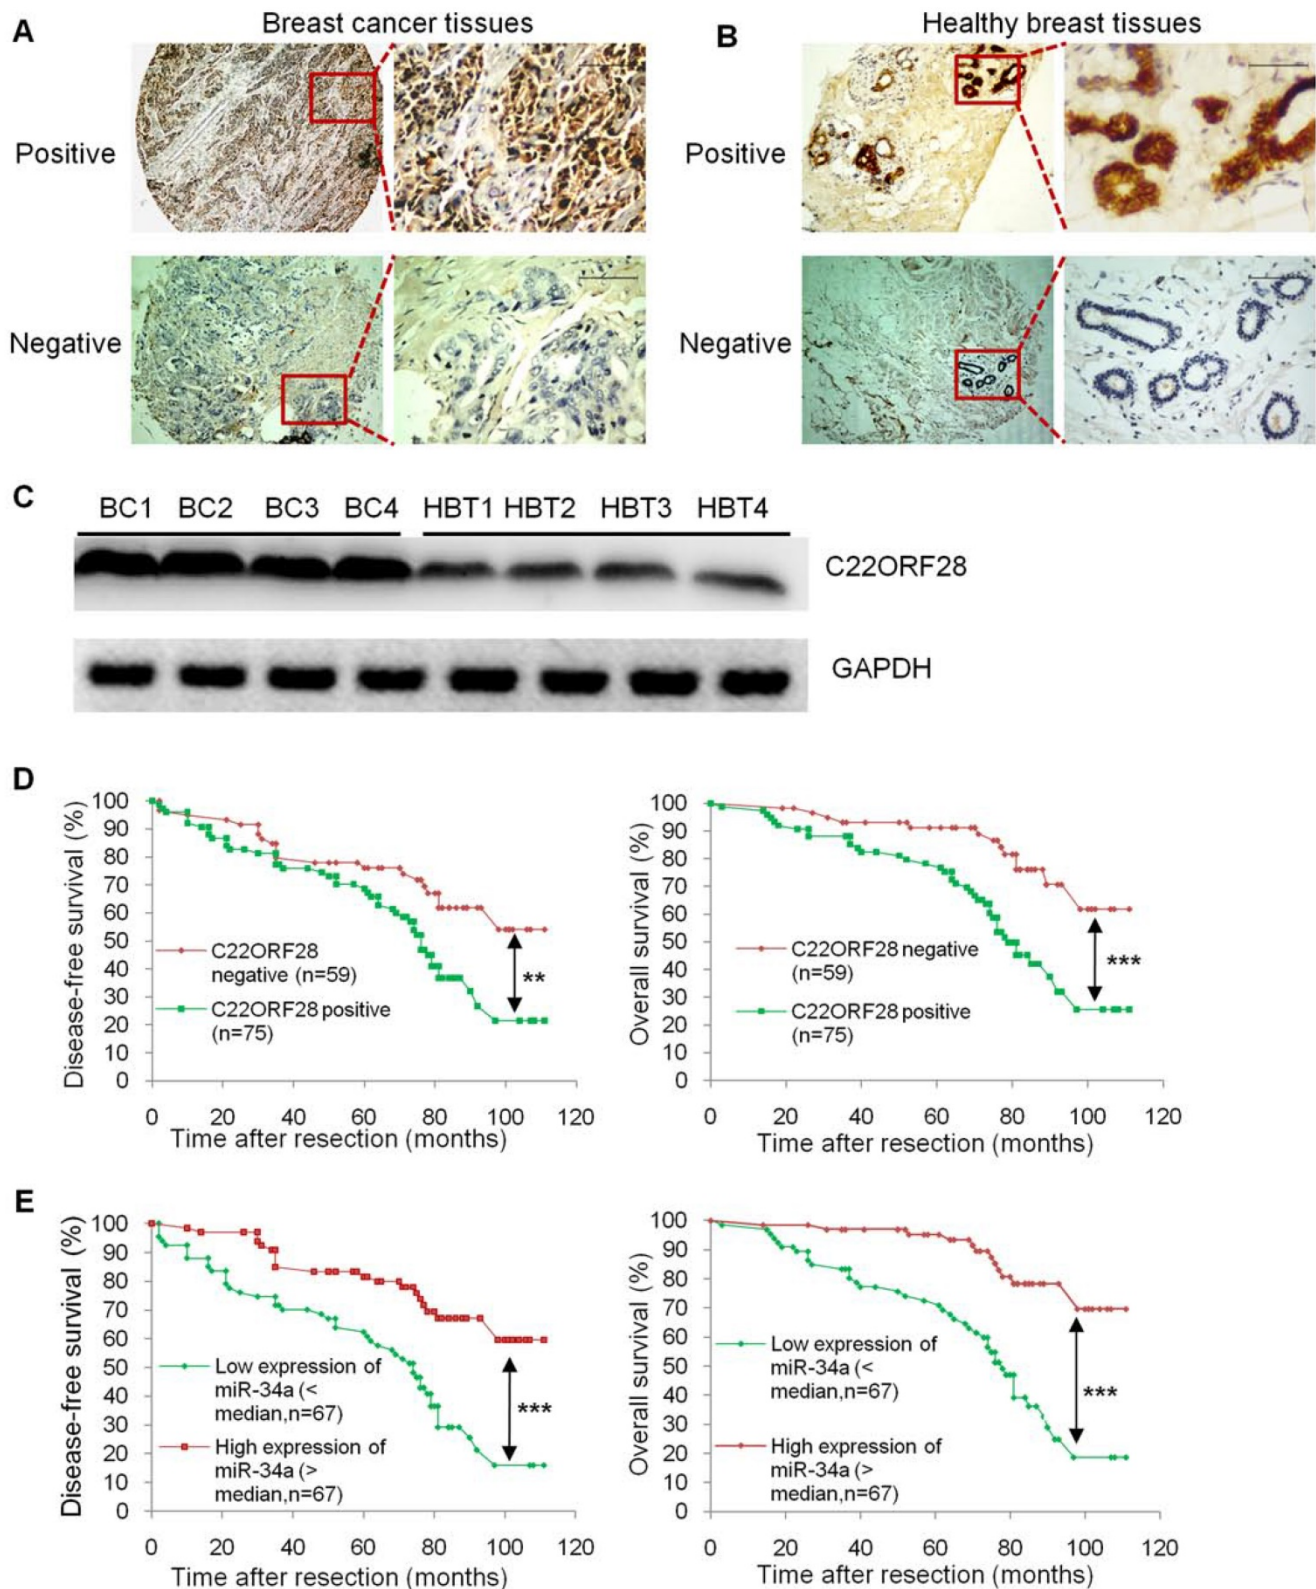 A
Breast cancer tissues
B
Healthy breast tissues
Positive
Positive
Negative
Negative
C
BC1 BC2 BC3 BC4 HBT1 HBT2 HBT3 HBT4
C22ORF28
GAPDH
D
Disease-free survival (%)
100
90
80
70
60
50
40
30
20
10
0
C22ORF28
negative (n=59)
C22ORF28 positive
(n=75)
**
0 20 40 60 80 100 120
Time after resection (months)
Overall survival (%)
100
90
80
70
60
50
40
30
20
10
0
C22ORF28 negative
(n=59)
C22ORF28 positive
(n=75)
***
0 20 40 60 80 100 120
Time after resection (months)
E
Disease-free survival (%)
100
90
80
70
60
50
40
30
20
10
0
Low expression of
miR-34a (<
median,n=67)
High expression of
miR-34a (>
median,n=67)
***
0 20 40 60 80 100 120
Time after resection (months)
Overall survival (%)
100
90
80
70
60
50
40
30
20
10
0
Low expression of
miR-34a (<
median,n=67)
High expression of
miR-34a (>
median,n=67)
***
0 20 40 60 80 100 120
Time after resection (months)